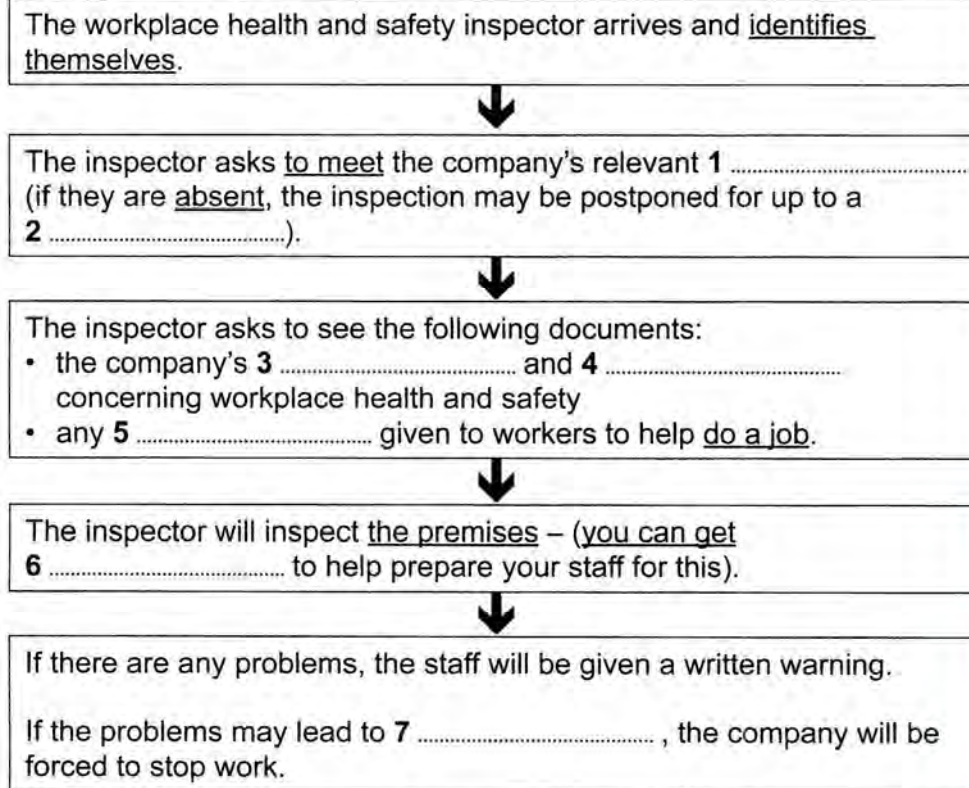 The workplace health and safety inspector arrives and identifies
themselves.
The inspector asks to meet the company's relevant 1 ....................
(if they are absent, the inspection may be postponed for up to a
2 ....................).
The inspector asks to see the following documents:
• the company's 3 .................... and 4 ....................
concerning workplace health and safety
• any 5 .................... given to workers to help do a job.
The inspector will inspect the premises – (you can get
6 .................... to help prepare your staff for this).
If there are any problems, the staff will be given a written warning.
If the problems may lead to 7 .................... , the company will be
forced to stop work.